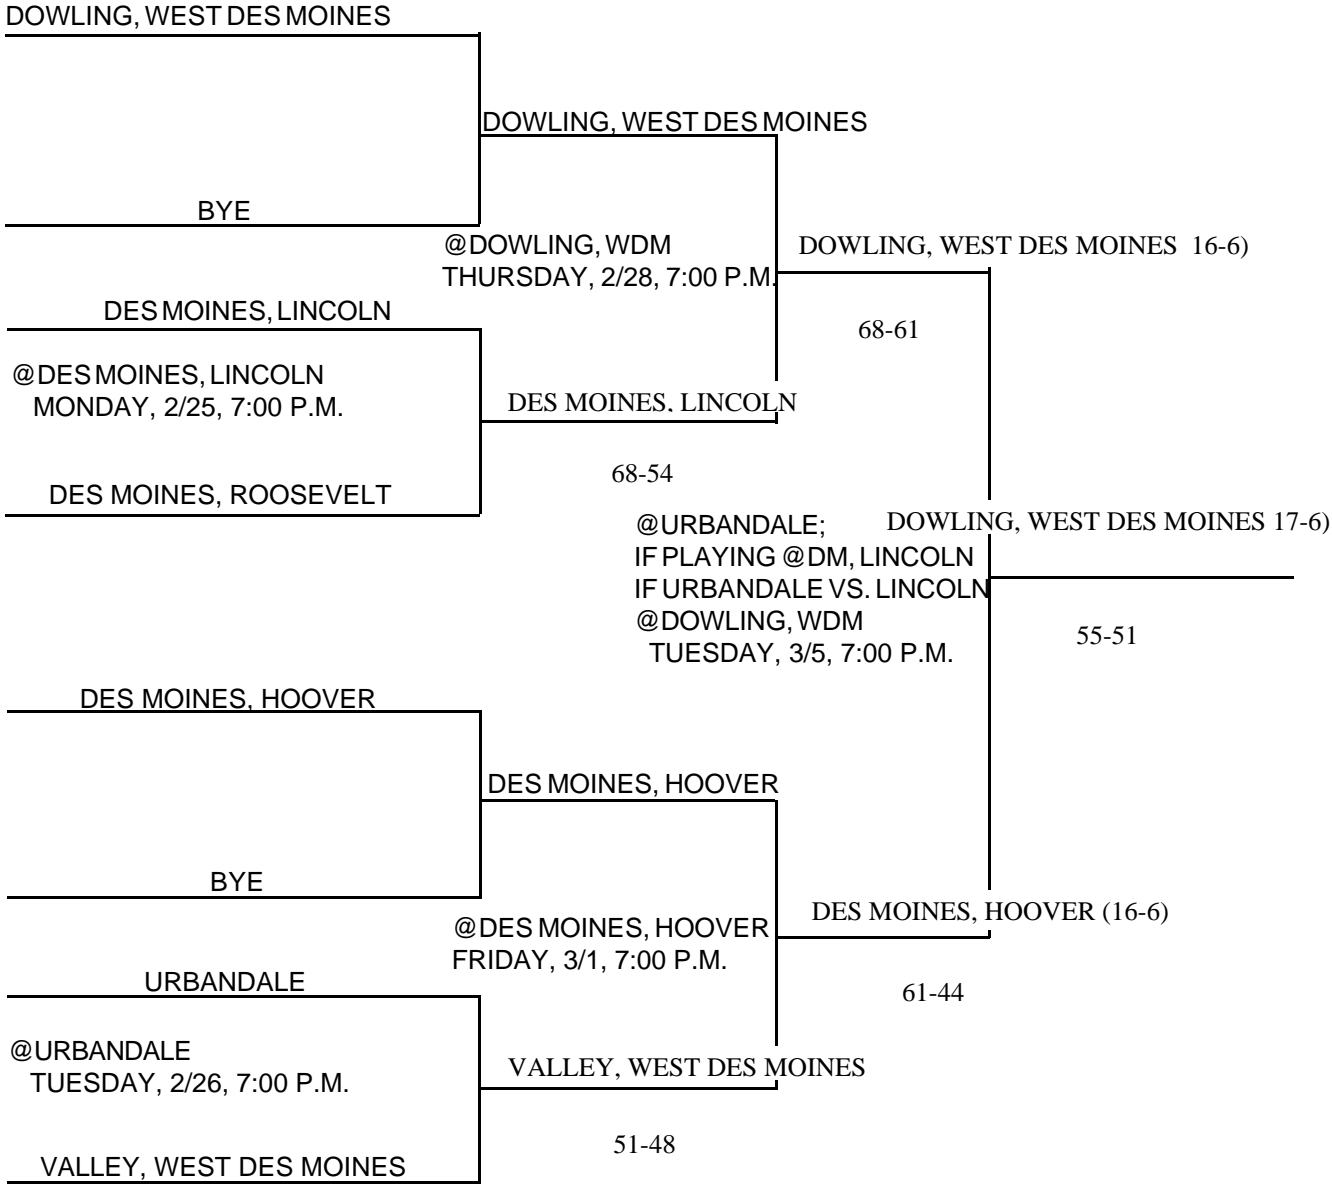 DOWLING, WEST DES MOINES
DOWLING, WEST DES MOINES
BYE
@DOWLING, WDM
THURSDAY, 2/28, 7:00 P.M.
DOWLING, WEST DES MOINES  16-6)
68-61
DES MOINES, LINCOLN
@DES MOINES, LINCOLN
MONDAY, 2/25, 7:00 P.M.
DES MOINES, LINCOLN
68-54
DES MOINES, ROOSEVELT
@URBANDALE;
IF PLAYING @DM, LINCOLN
IF URBANDALE VS. LINCOLN
@DOWLING, WDM
TUESDAY, 3/5, 7:00 P.M.
DOWLING, WEST DES MOINES 17-6)
55-51
DES MOINES, HOOVER
DES MOINES, HOOVER
BYE
@DES MOINES, HOOVER
FRIDAY, 3/1, 7:00 P.M.
DES MOINES, HOOVER (16-6)
61-44
URBANDALE
@URBANDALE
TUESDAY, 2/26, 7:00 P.M.
VALLEY, WEST DES MOINES
51-48
VALLEY, WEST DES MOINES